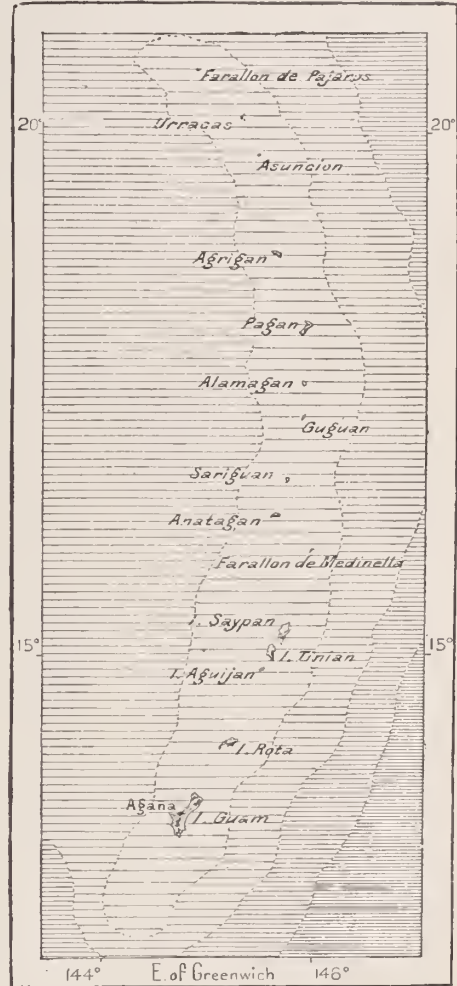 Farallon de Pajaros
20°
20°
Urracas
Asuncion
Agrigan
Pagan
Alamagan
Guguan
Sariguan
Anatagan
Farallon de Medinella
I. Saypan
15°
I. Tinian
15°
I. Aguijan
I. Rota
Agana
I. Guam
144°
E. of Greenwich
146°